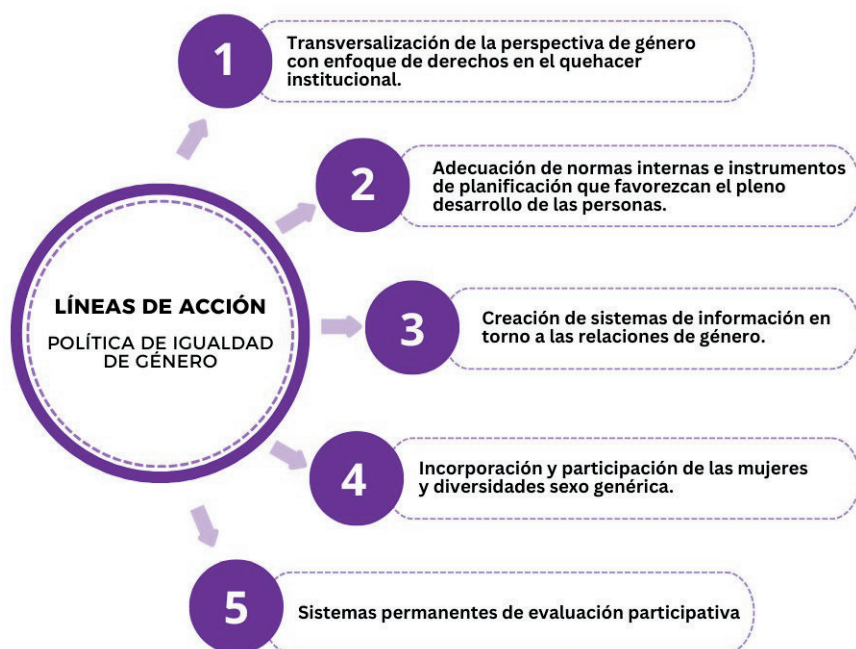 1
Transversalización de la perspectiva de género
con enfoque de derechos en el quehacer
institucional.
2
Adecuación de normas internas e instrumentos
de planificación que favorezcan el pleno
desarrollo de las personas.
LÍNEAS DE ACCIÓN
POLÍTICA DE IGUALDAD
DE GÉNERO
3
Creación de sistemas de información en
torno a las relaciones de género.
4
Incorporación y participación de las mujeres
y diversidades sexo genérica.
5
Sistemas permanentes de evaluación participativa